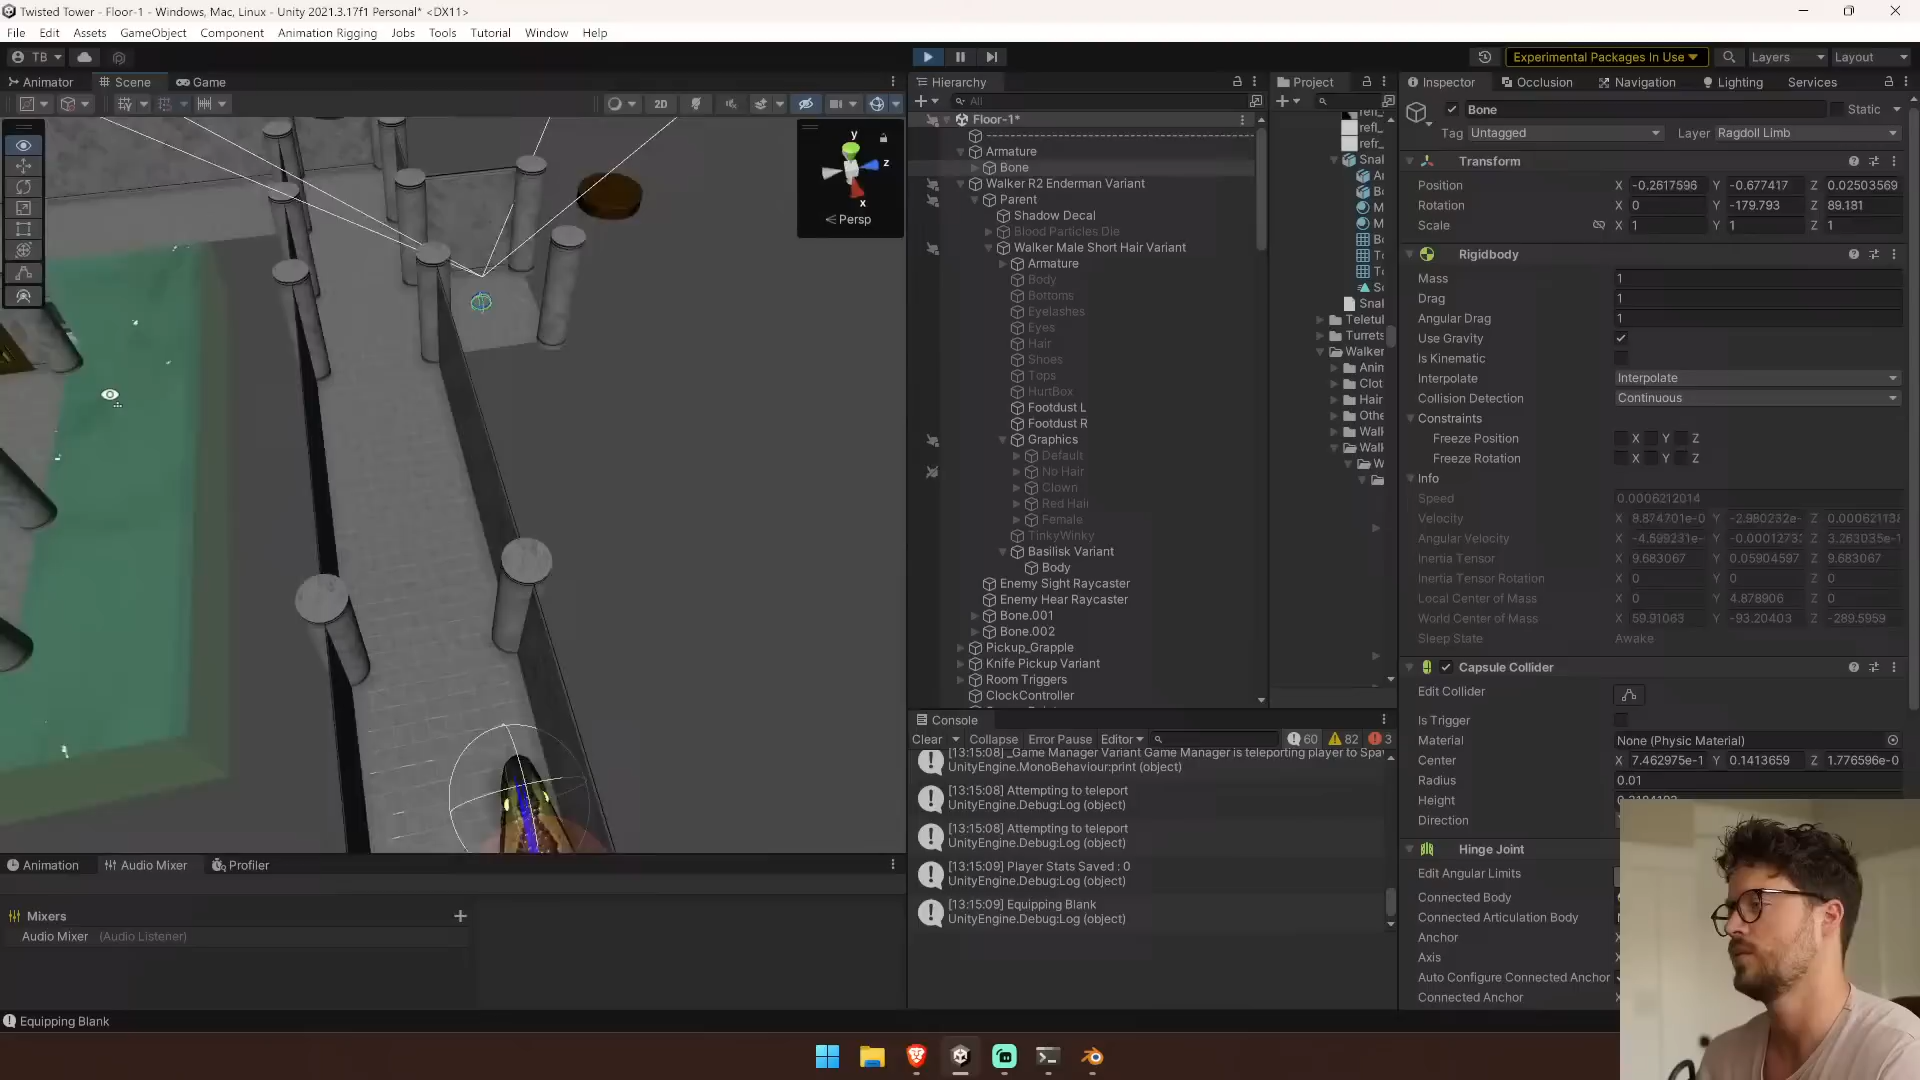 Twisted Tower - Floor-1 - Windows, Mac, Linux - Unity 2021.3.17f1 Personal* <DX11>
File Edit Assets GameObject Component Animation Rigging Jobs Tools Tutorial Window Help
TB
Experimental Packages In Use
Layers
Layout
Animator
Scene
Game
2D
y
z
x
Persp
Hierarchy
All
Floor-1*
Armature
Bone
Walker R2 Enderman Variant
Parent
Shadow Decal
Blood Particles Die
Walker Male Short Hair Variant
Armature
Body
Bottoms
Eyelashes
Eyes
Hair
Shoes
Tops
HurtBox
Footdust L
Footdust R
Graphics
Default
No Hair
Clown
Red Hair
Female
TinkyWinky
Basilisk Variant
Body
Enemy Sight Raycaster
Enemy Hear Raycaster
Bone.001
Bone.002
Pickup_Grapple
Knife Pickup Variant
Room Triggers
ClockController
Project
refl_
refl_
refr_
Snak
Snak
Teletul
Turrets
Walker
Anin
Clot
Hair
Othe
Walk
Walk
W
Inspector
Occlusion
Navigation
Lighting
Services
Bone
Static
Tag Untagged
Layer Ragdoll Limb
Transform
Position X -0.2617596 Y -0.677417 Z 0.02503569
Rotation X 0 Y -179.793 Z 89.181
Scale X 1 Y 1 Z 1
Rigidbody
Mass 1
Drag 1
Angular Drag 1
Use Gravity
Is Kinematic
Interpolate Interpolate
Collision Detection Continuous
Constraints
Freeze Position X Y Z
Freeze Rotation X Y Z
Info
Speed 0.0006212014
Velocity X 8.874701e-0 Y -2.980232e- Z 0.00062113
Angular Velocity X -4.599231e- Y -0.0001273 Z 3.263035e-1
Inertia Tensor X 9.683067 Y 0.05904597 Z 9.683067
Inertia Tensor Rotation X 0 Y 0 Z 0
Local Center of Mass X 0 Y 4.878906 Z 0
World Center of Mass X 59.91063 Y -93.20403 Z -289.5959
Sleep State Awake
Capsule Collider
Edit Collider
Is Trigger
Material None (Physic Material)
Center X 7.462975e-1 Y 0.1413659 Z 1.776596e-0
Radius 0.01
Height
Direction
Hinge Joint
Edit Angular Limits
Connected Body
Connected Articulation Body
Anchor
Axis
Auto Configure Connected Anchor
Connected Anchor
Console
Clear Collapse Error Pause Editor 60 82 3
[13:15:08] _Game Manager Variant Game Manager is teleporting player to Spa
UnityEngine.MonoBehaviour:print (object)
[13:15:08] Attempting to teleport
UnityEngine.Debug:Log (object)
[13:15:08] Attempting to teleport
UnityEngine.Debug:Log (object)
[13:15:09] Player Stats Saved : 0
UnityEngine.Debug:Log (object)
[13:15:09] Equipping Blank
UnityEngine.Debug:Log (object)
Animation
Audio Mixer
Profiler
Mixers
Audio Mixer (Audio Listener)
Equipping Blank